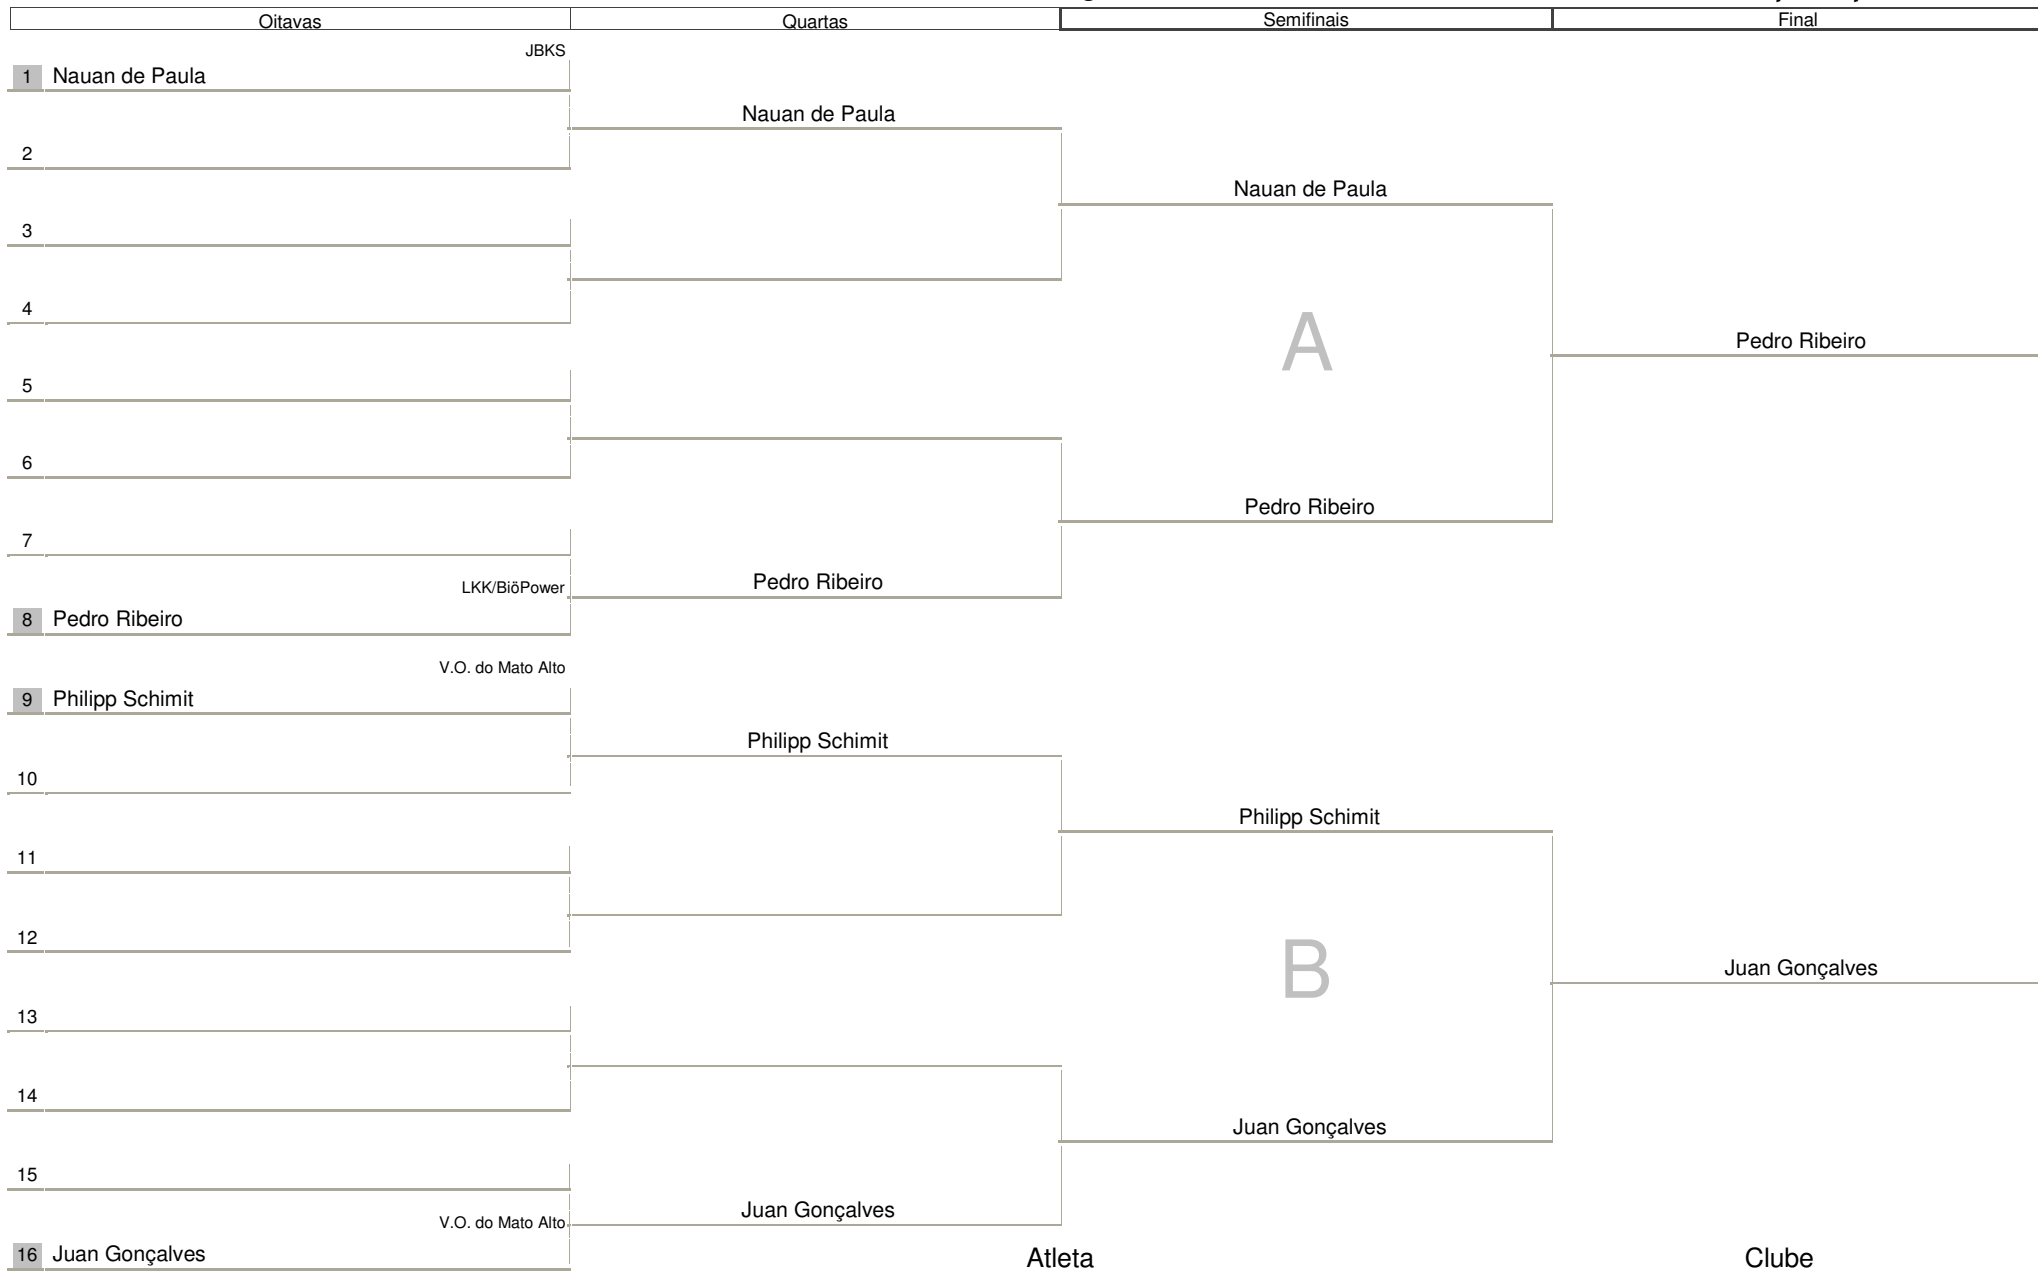 Oitavas Quartas Semifinais Final
JBKS
1 Nauan de Paula
Nauan de Paula
2
Nauan de Paula
3
4
A
Pedro Ribeiro
5
6
Pedro Ribeiro
7
LKK/BiöPower
Pedro Ribeiro
8 Pedro Ribeiro
V.O. do Mato Alto
9 Philipp Schimit
Philipp Schimit
10
Philipp Schimit
11
12
B
Juan Gonçalves
13
14
Juan Gonçalves
15
Juan Gonçalves
V.O. do Mato Alto
16 Juan Gonçalves
Atleta Clube